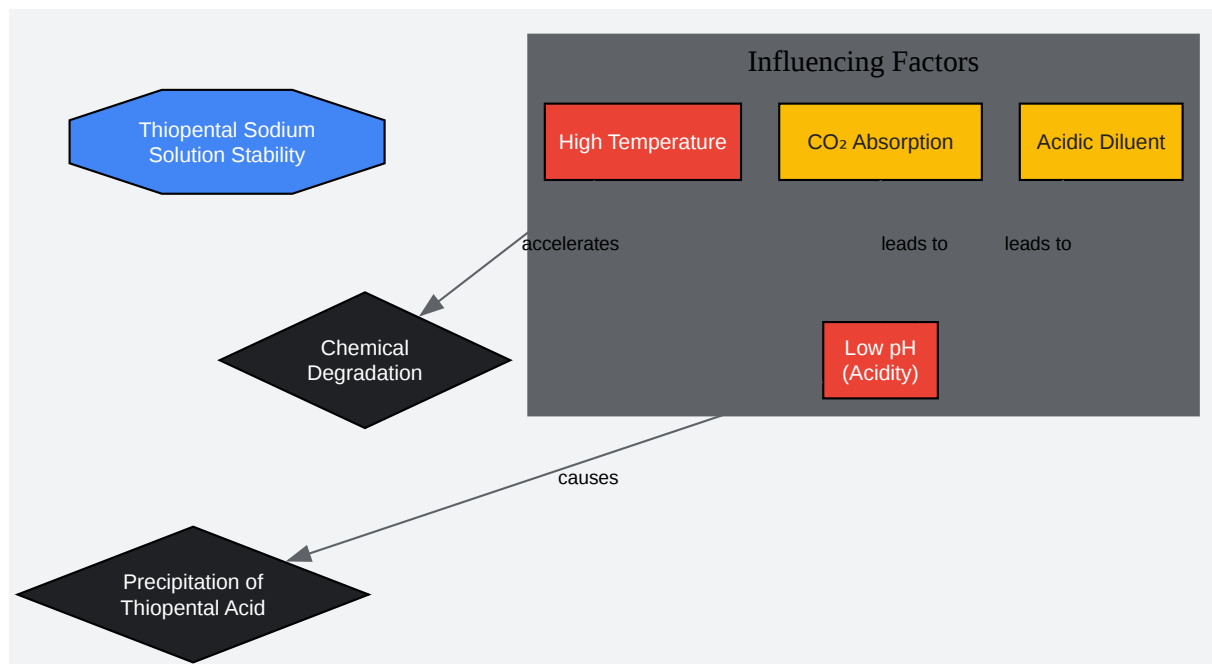 Influencing Factors
Thiopental Sodium
Solution Stability
High Temperature
CO₂ Absorption
Acidic Diluent
accelerates
leads to
leads to
Chemical
Degradation
Low pH
(Acidity)
causes
Precipitation of
Thiopental Acid